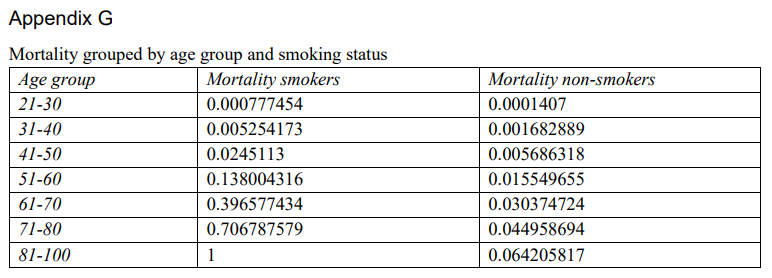 Appendix G
Mortality grouped by age group and smoking status
Age group Mortality smokers Mortality non-smokers
21-30 0.000777454 0.0001407
31-40 0.005254173 0.001682889
41-50 0.0245113 0.005686318
51-60 0.138004316 0.015549655
61-70 0.396577434 0.030374724
71-80 0.706787579 0.044958694
81-100 1 0.064205817